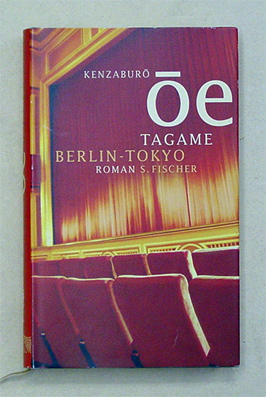 KENZABURŌ
ōe
TAGAME
BERLIN-TOKYO
ROMAN S. FISCHER